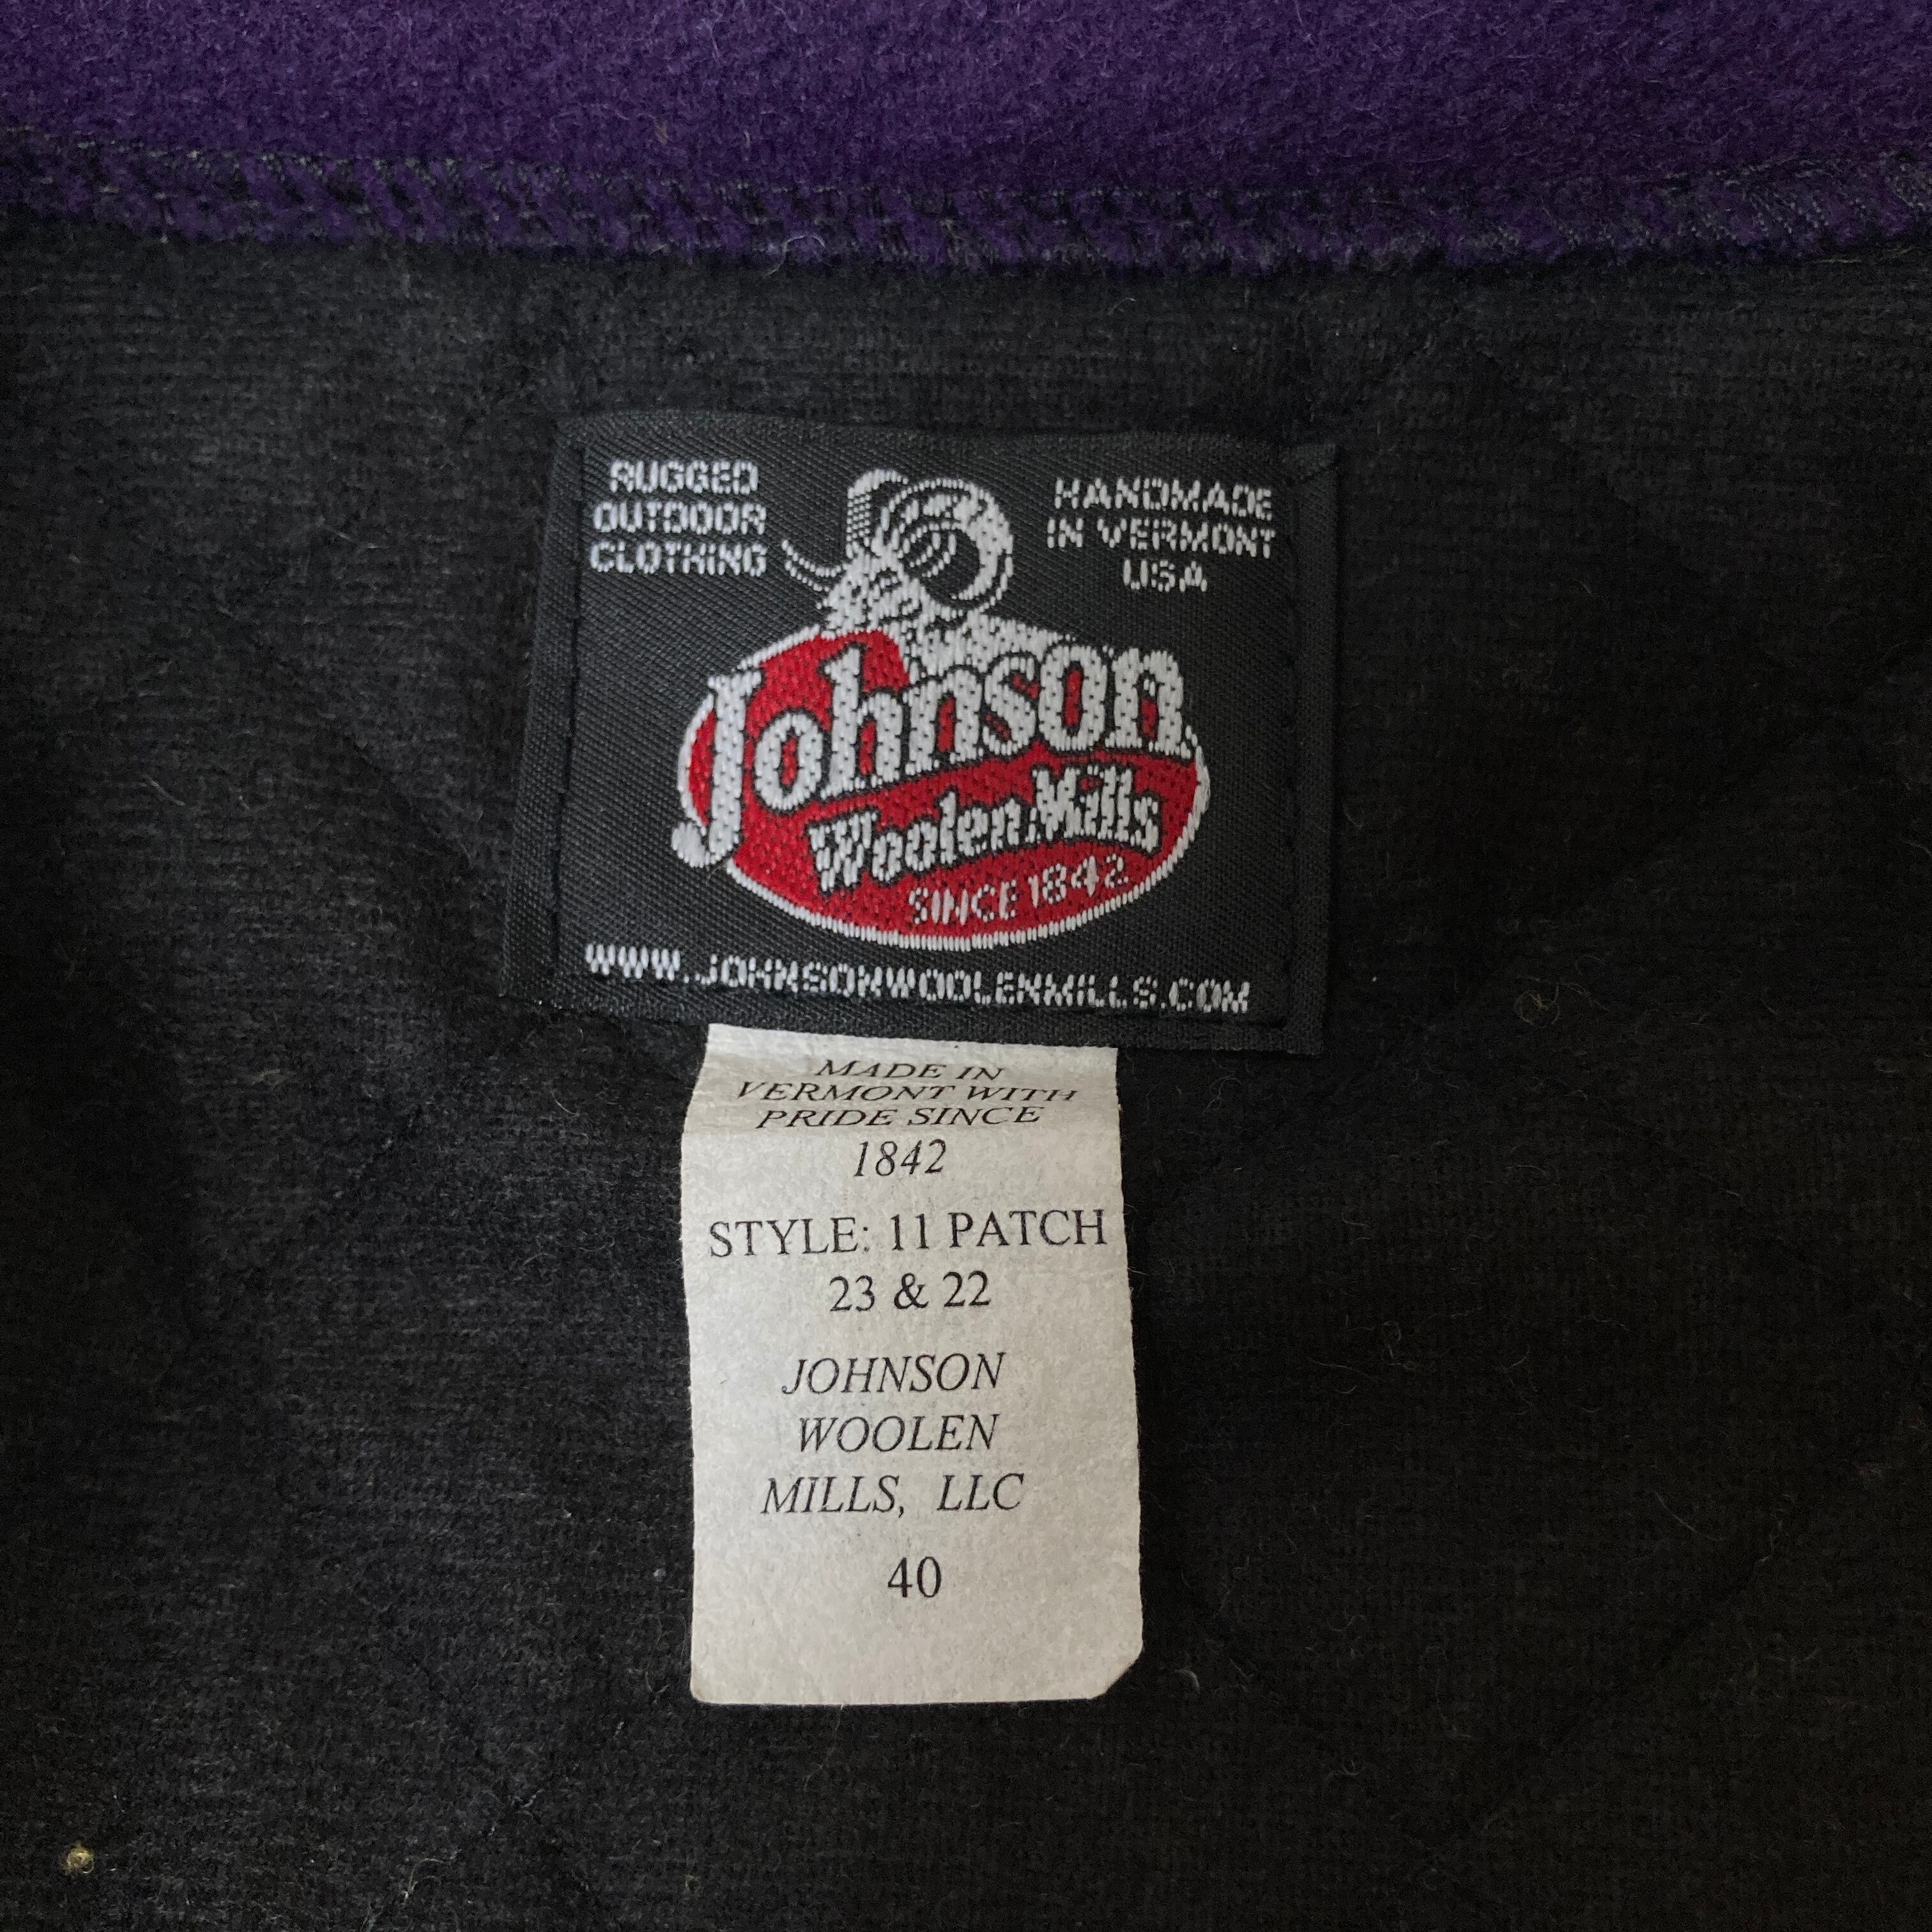 RUGGED
OUTDOOR
CLOTHING
HANDMADE
IN VERMONT
USA
Johnson
Woolen Mills
SINCE 1842
WWW.JOHNSONWOOLENMILLS.COM
MADE IN
VERMONT WITH
PRIDE SINCE
1842
STYLE: 11 PATCH
23 & 22
JOHNSON
WOOLEN
MILLS, LLC
40